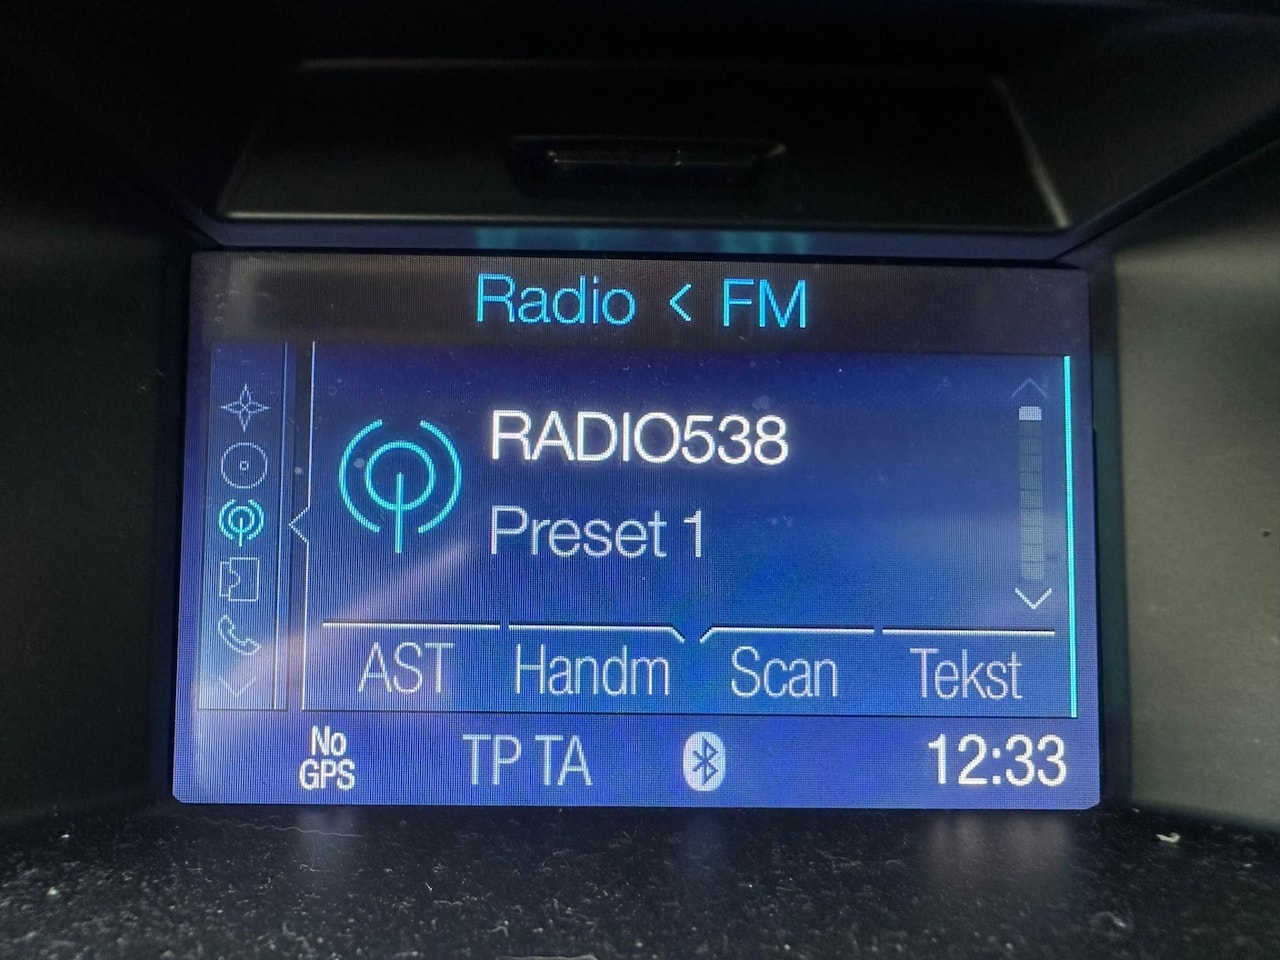 Radio < FM
RADIO538
Preset 1
AST Handm Scan Tekst
No GPS TP TA 12:33